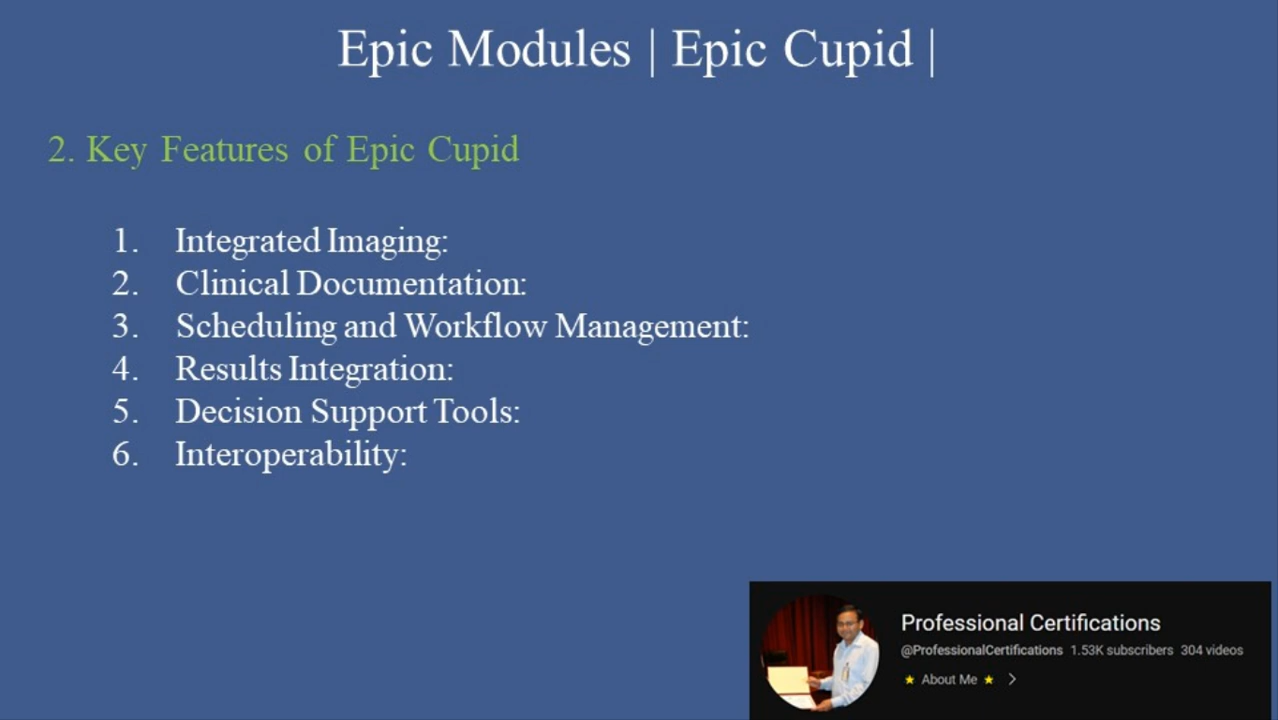 Epic Modules | Epic Cupid |
2. Key Features of Epic Cupid
1. Integrated Imaging:
2. Clinical Documentation:
3. Scheduling and Workflow Management:
4. Results Integration:
5. Decision Support Tools:
6. Interoperability:
Professional Certifications
@ProfessionalCertifications 1.53K subscribers 304 videos
★ About Me ★ >